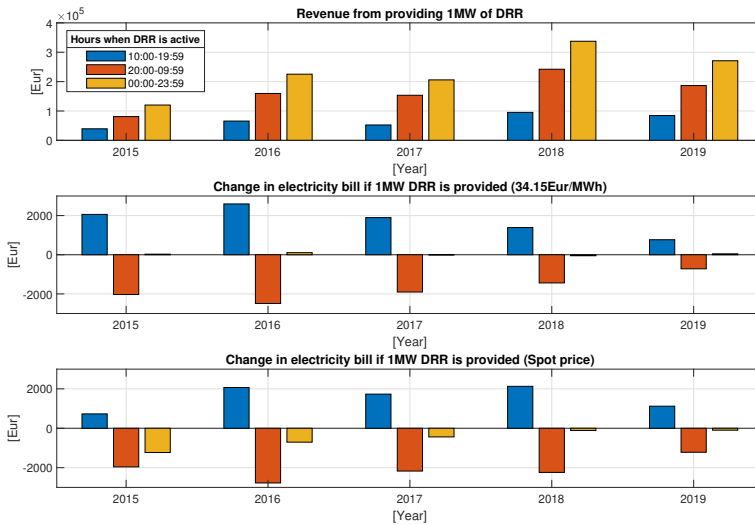 Revenue from providing 1MW of DRR
×10^5
4
3
2
1
0
[Eur]
Hours when DRR is active
10:00-19:59
20:00-09:59
00:00-23:59
2015 2016 2017 2018 2019
[Year]
Change in electricity bill if 1MW DRR is provided (34.15Eur/MWh)
2000
0
-2000
[Eur]
2015 2016 2017 2018 2019
[Year]
Change in electricity bill if 1MW DRR is provided (Spot price)
2000
0
-2000
[Eur]
2015 2016 2017 2018 2019
[Year]